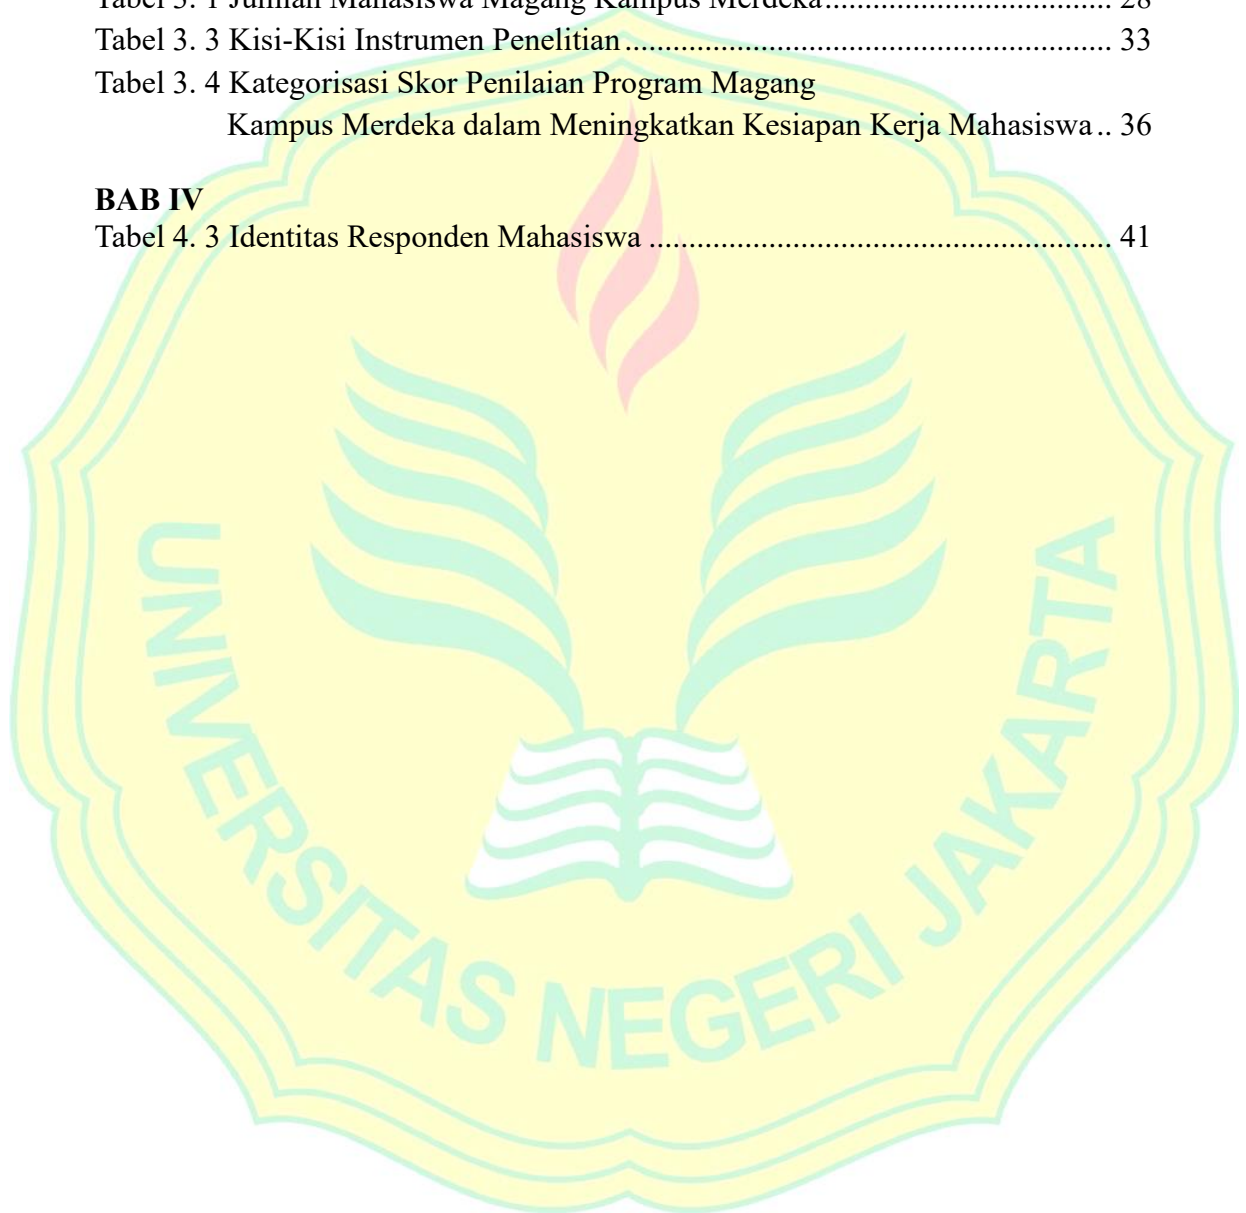 Tabel 3. 1 Jumlah Mahasiswa Magang Kampus Merdeka.................................... 28
Tabel 3. 3 Kisi-Kisi Instrumen Penelitian............................................................. 33
Tabel 3. 4 Kategorisasi Skor Penilaian Program Magang
Kampus Merdeka dalam Meningkatkan Kesiapan Kerja Mahasiswa.. 36
BAB IV
Tabel 4. 3 Identitas Responden Mahasiswa .......................................................... 41
UNIVERSITAS NEGERI JAKARTA